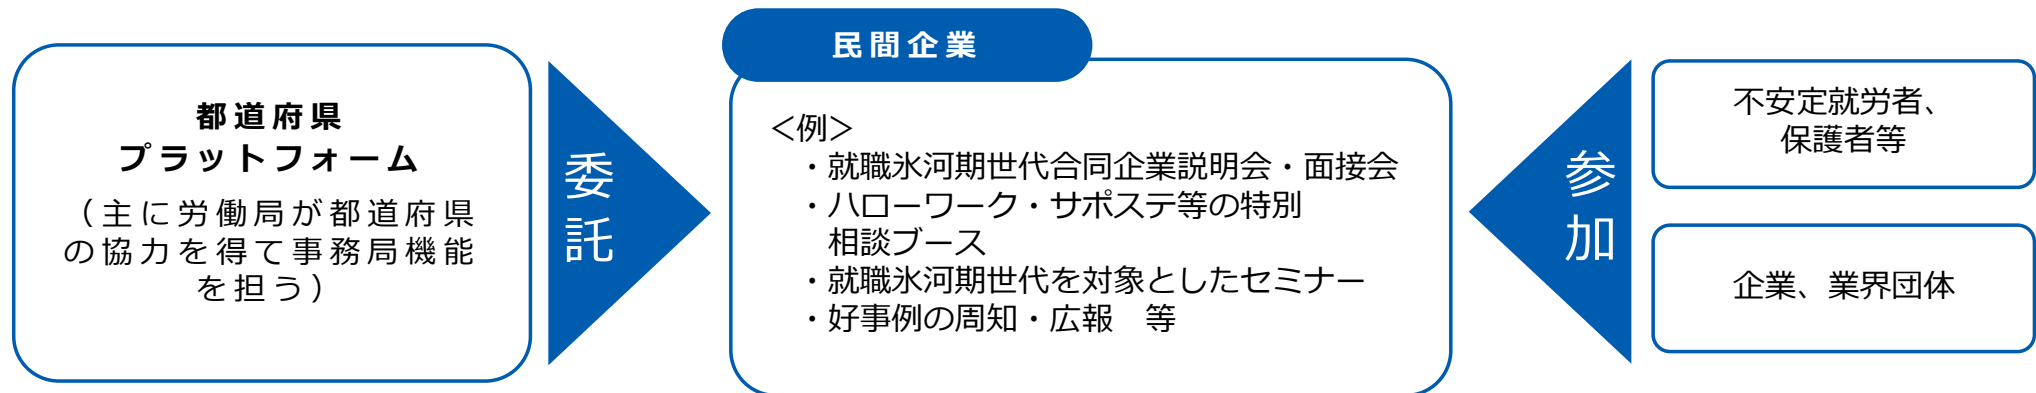 都道府県
プラットフォーム
（主に労働局が都道府県
の協力を得て事務局機能
を担う）
委
託
民間企業
＜例＞
・就職氷河期世代合同企業説明会・面接会
・ハローワーク・サポステ等の特別
相談ブース
・就職氷河期世代を対象としたセミナー
・好事例の周知・広報　等
参
加
不安定就労者、
保護者等
企業、業界団体